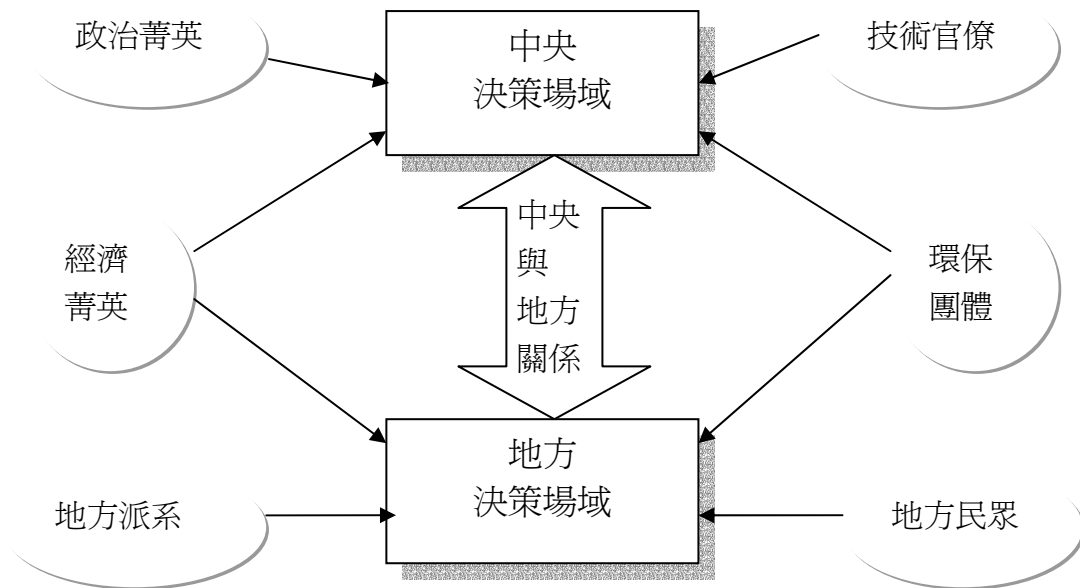 政治菁英
中央
決策場域
技術官僚
經濟
菁英
中央
與
地方
關係
環保
團體
地方
決策場域
地方派系
地方民眾